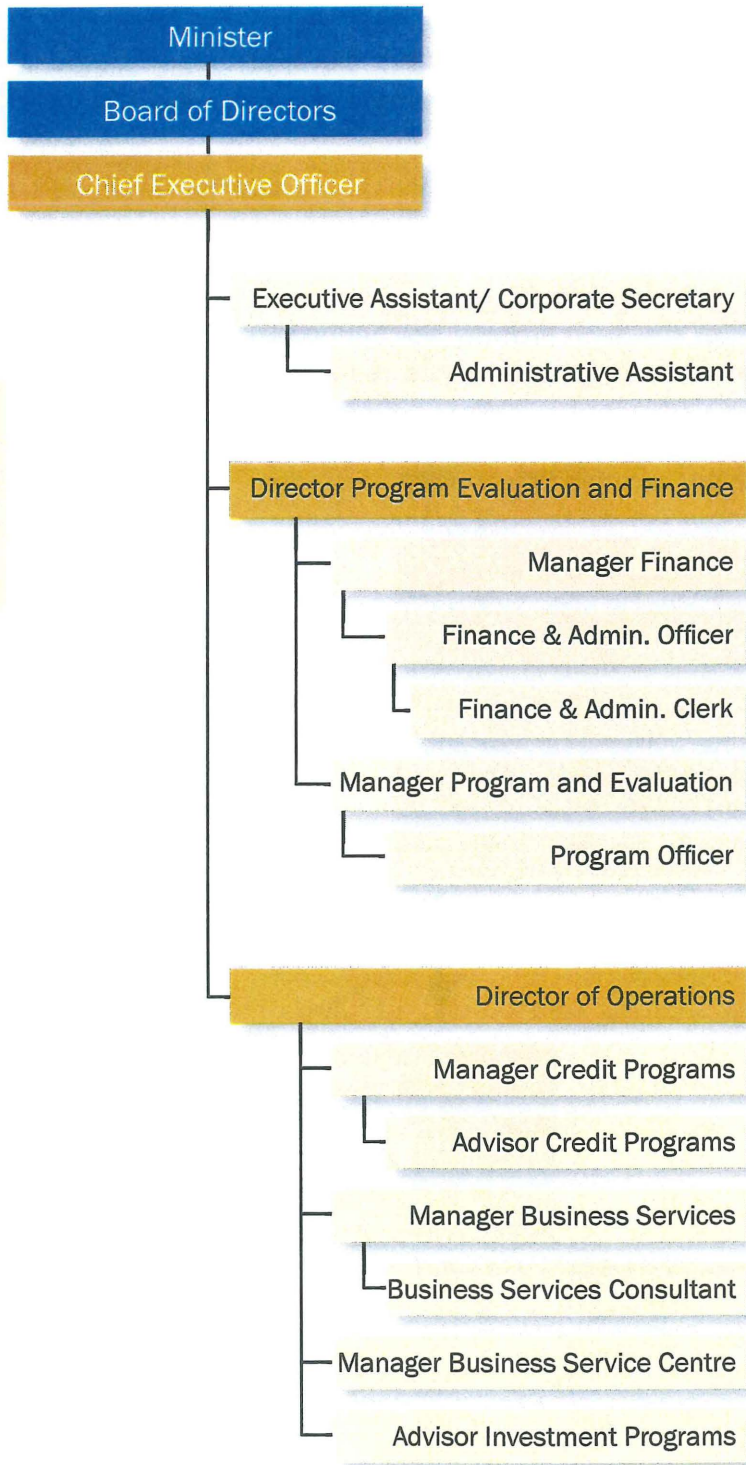 Minister
Board of Directors
Chief Executive Officer
Executive Assistant/ Corporate Secretary
Administrative Assistant
Director Program Evaluation and Finance
Manager Finance
Finance & Admin. Officer
Finance & Admin. Clerk
Manager Program and Evaluation
Program Officer
Director of Operations
Manager Credit Programs
Advisor Credit Programs
Manager Business Services
Business Services Consultant
Manager Business Service Centre
Advisor Investment Programs